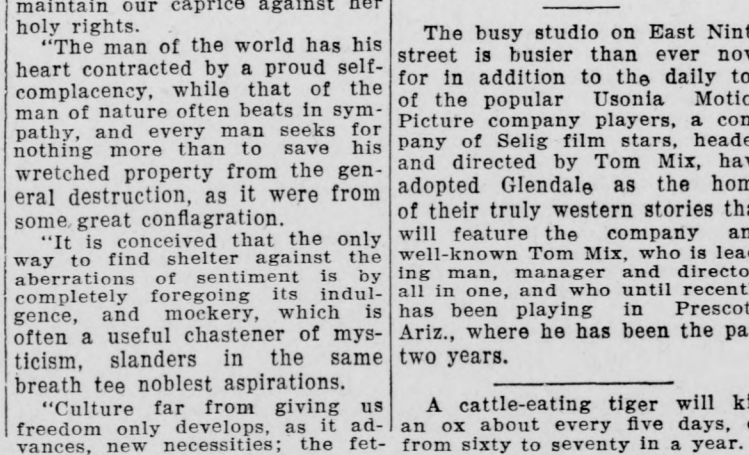 maintain our caprice against her
holy rights.
"The man of the world has his
heart contracted by a proud self-
complacency, while that of the
man of nature often beats in sym-
pathy, and every man seeks for
nothing more than to save his
wretched property from the gen-
eral destruction, as it were from
some great conflagration.
"It is conceived that the only
way to find shelter against the
aberrations of sentiment is by
completely foregoing its indul-
gence, and mockery, which is
often a useful chastener of mys-
ticism, slanders in the same
breath tee noblest aspirations.
"Culture far from giving us
freedom only develops, as it ad-
vances, new necessities; the fet-
The busy studio on East Nint
street is busier than ever no
for in addition to the daily to
of the popular Usonia Motio
Picture company players, a com
pany of Selig film stars, heade
and directed by Tom Mix, hav
adopted Glendale as the hom
of their truly western stories tha
will feature the company an
well-known Tom Mix, who is lea
ing man, manager and directo
all in one, and who until recent
has been playing in Prescot
Ariz., where he has been the pa
two years.
A cattle-eating tiger will ki
an ox about every five days,
from sixty to seventy in a year.